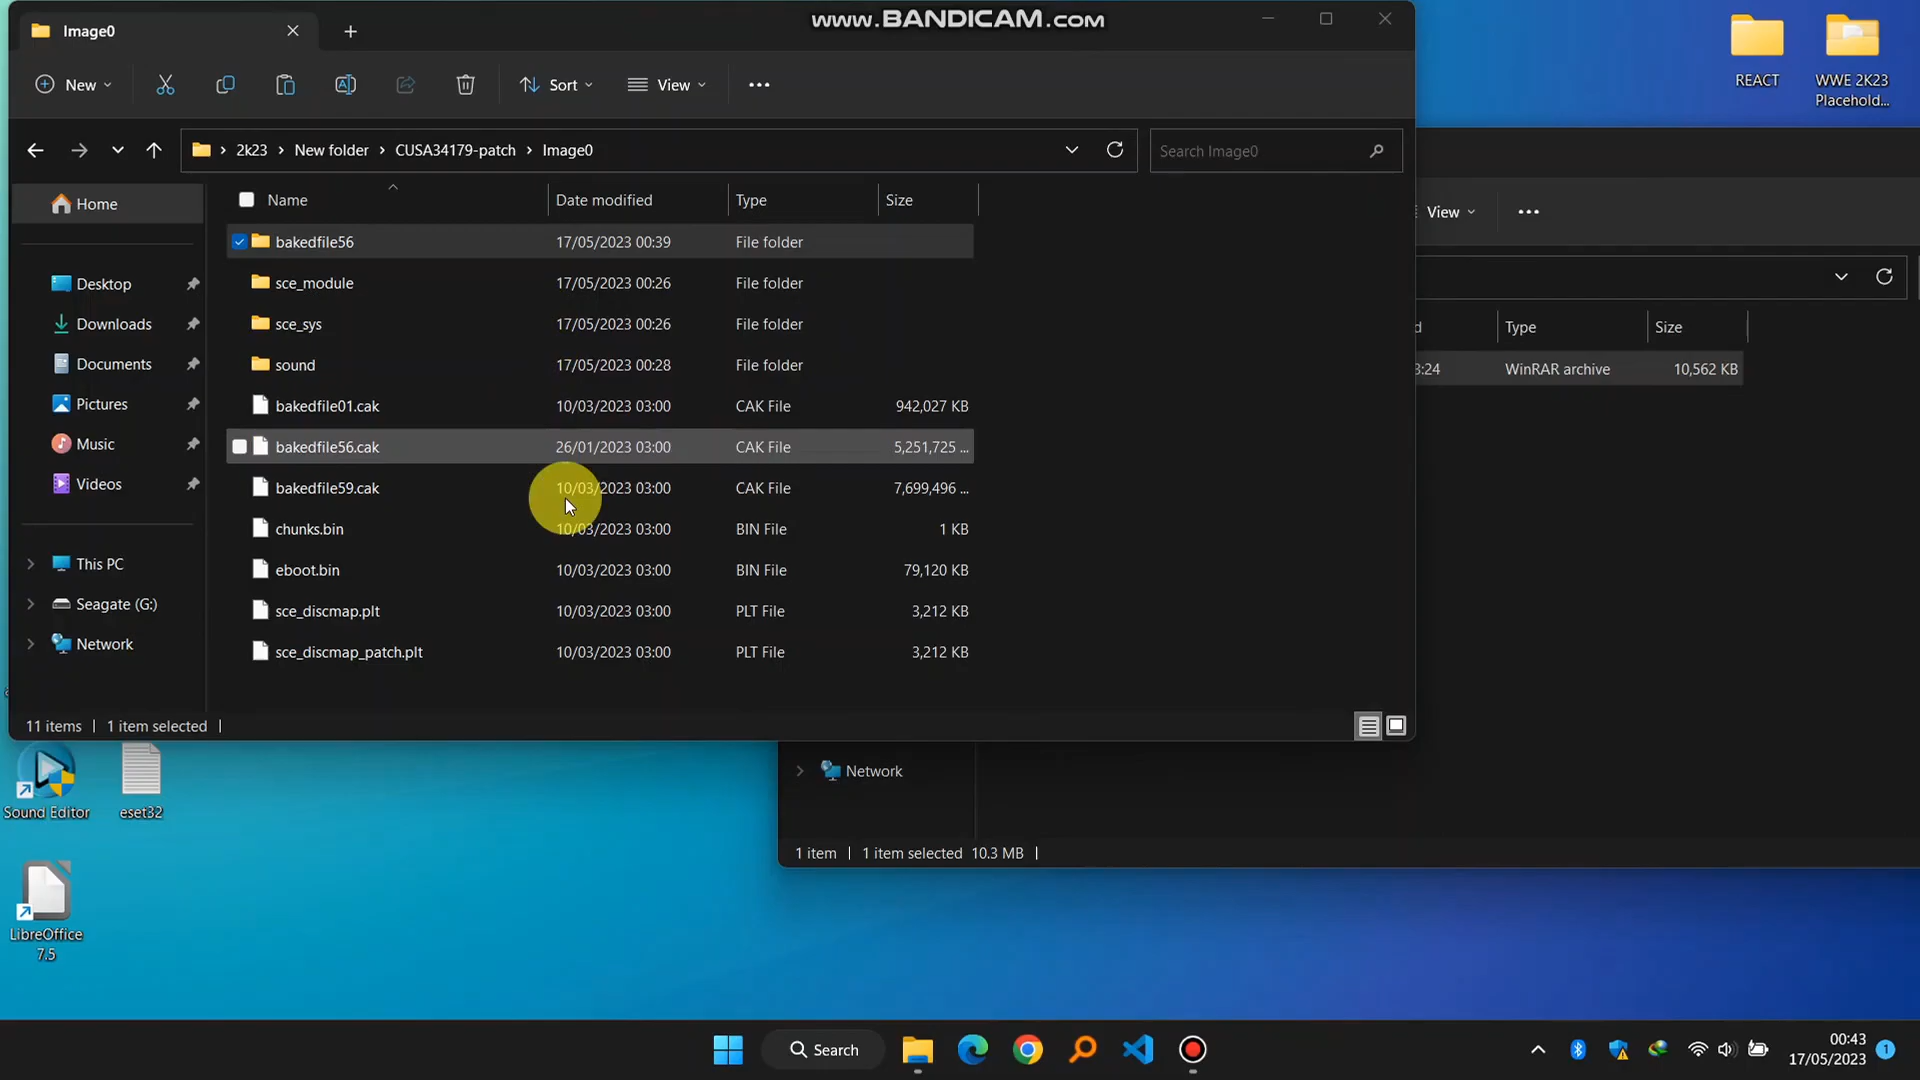 Image0
www.BANDICAM.com
New
Sort
View
2k23 > New folder > CUSA34179-patch > Image0
Search Image0
Name Date modified Type Size
Home
Desktop
Downloads
Documents
Pictures
Music
Videos
This PC
Seagate (G:)
Network
bakedfile56 17/05/2023 00:39 File folder
sce_module 17/05/2023 00:26 File folder
sce_sys 17/05/2023 00:26 File folder
sound 17/05/2023 00:28 File folder
bakedfile01.cak 10/03/2023 03:00 CAK File 942,027 KB
bakedfile56.cak 26/01/2023 03:00 CAK File 5,251,725 ...
bakedfile59.cak 10/03/2023 03:00 CAK File 7,699,496 ...
chunks.bin 10/03/2023 03:00 BIN File 1 KB
eboot.bin 10/03/2023 03:00 BIN File 79,120 KB
sce_discmap.plt 10/03/2023 03:00 PLT File 3,212 KB
sce_discmap_patch.plt 10/03/2023 03:00 PLT File 3,212 KB
11 items | 1 item selected |
REACT
WWE 2K23
Placehold...
View
d Type Size
3:24 WinRAR archive 10,562 KB
Network
1 item | 1 item selected 10.3 MB |
Sound Editor
eset32
LibreOffice
7.5
Search
00:43
17/05/2023
1